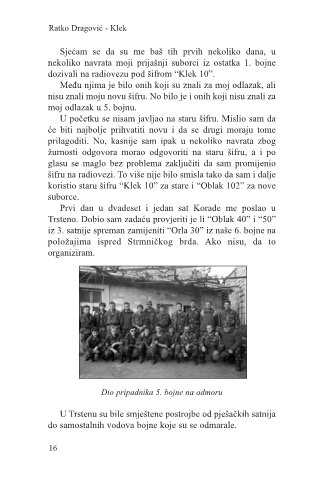 Ratko Dragović - Klek
Sjećam se da su me baš tih prvih nekoliko dana, u
nekoliko navrata moji prijašnji suborci iz ostatka 1. bojne
dozivali na radiovezu pod šifrom “Klek 10”.
Među njima je bilo onih koji su znali za moj odlazak, ali
nisu znali moju novu šifru. No bilo je i onih koji nisu znali za
moj odlazak u 5. bojnu.
U početku se nisam javljao na staru šifru. Mislio sam da
će biti najbolje prihvatiti novu i da se drugi moraju tome
prilagoditi. No, kasnije sam ipak u nekoliko navrata zbog
žurnosti odgovora morao odgovoriti na staru šifru, a i po
glasu se maglo bez problema zaključiti da sam promijenio
šifru na radiovezi. To više nije bilo smisla tako da sam i dalje
koristio staru šifru “Klek 10” za stare i “Oblak 102” za nove
suborce.
Prvi dan u dvadeset i jedan sat Korade me poslao u
Trsteno. Dobio sam zadaću provjeriti je li “Oblak 40” i “50”
iz 3. satnije spreman zamijeniti “Orla 30” iz naše 6. bojne na
položajima ispred Strmničkog brda. Ako nisu, da to
organiziram.
Dio pripadnika 5. bojne na odmoru
U Trstenu su bile smještene postrojbe od pješačkih satnija
do samostalnih vodova bojne koje su se odmarale.
16